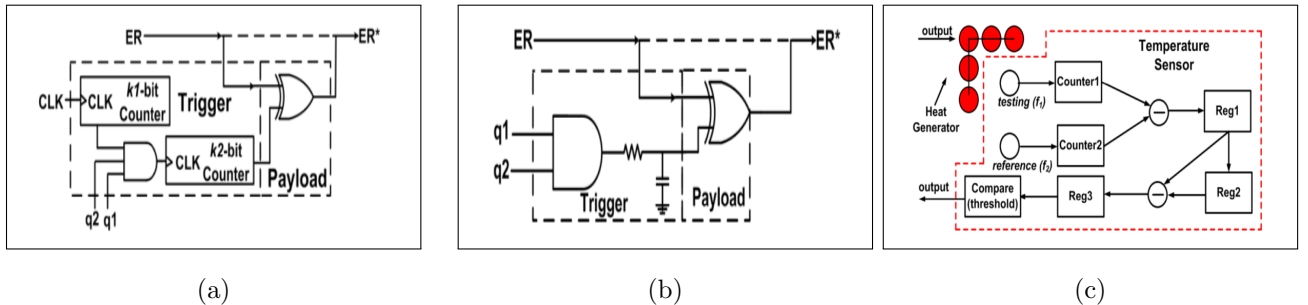 ER
ER*
CLK
CLK
k1-bit
Counter
Trigger
CLK
k2-bit
Counter
Payload
q2 q1
(a)
ER
ER*
q1
q2
Trigger
Payload
(b)
output
Heat
Generator
Temperature
Sensor
testing (f₁)
Counter1
reference (f₂)
Counter2
Reg1
Reg2
Reg3
Compare
(threshold)
output
(c)